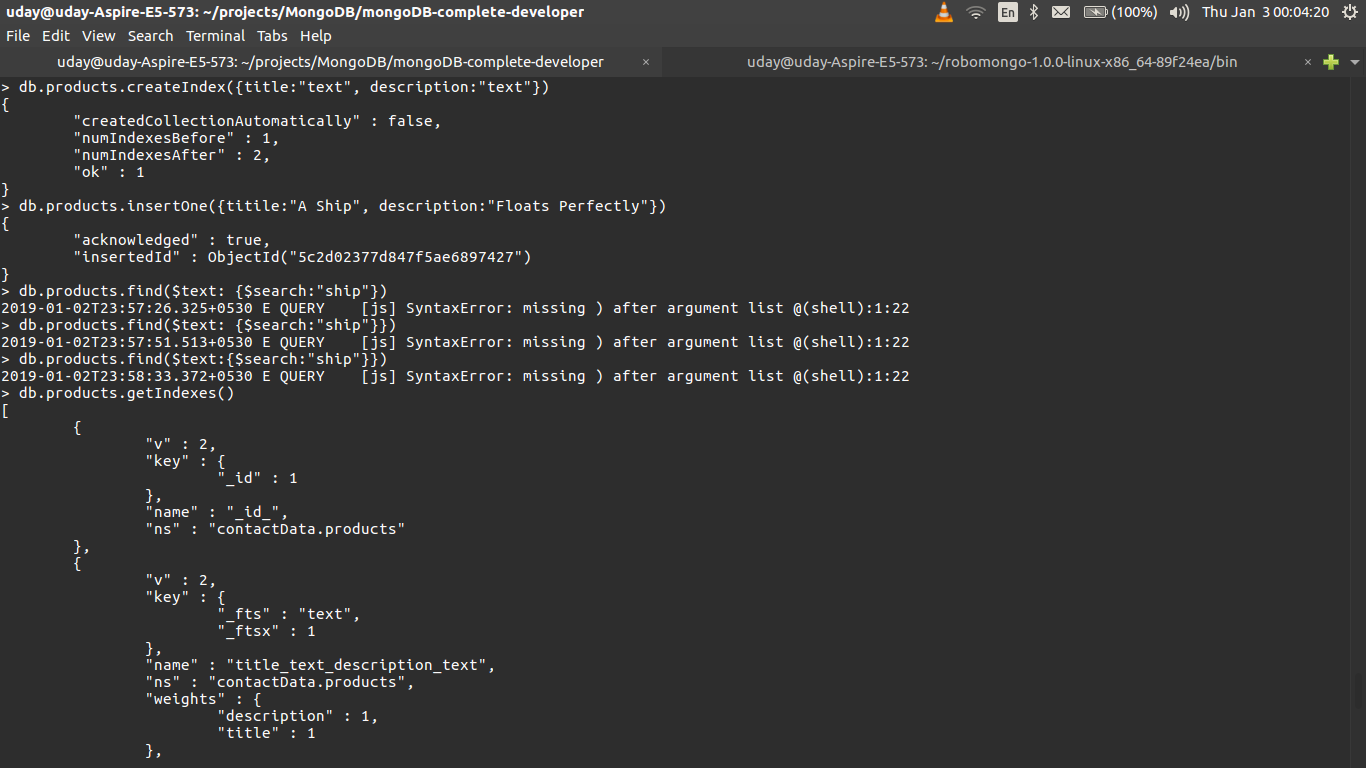 uday@uday-Aspire-E5-573: ~/projects/MongoDB/mongoDB-complete-developer
En
(100%)
Thu Jan 3 00:04:20
File Edit View Search Terminal Tabs Help
uday@uday-Aspire-E5-573: ~/projects/MongoDB/mongoDB-complete-developer ×
uday@uday-Aspire-E5-573: ~/robomongo-1.0.0-linux-x86_64-89f24ea/bin ×
> db.products.createIndex({title:"text", description:"text"})
{
"createdCollectionAutomatically" : false,
"numIndexesBefore" : 1,
"numIndexesAfter" : 2,
"ok" : 1
}
> db.products.insertOne({titile:"A Ship", description:"Floats Perfectly"})
{
"acknowledged" : true,
"insertedId" : ObjectId("5c2d02377d847f5ae6897427")
}
> db.products.find($text: {$search:"ship"})
2019-01-02T23:57:26.325+0530 E QUERY    [js] SyntaxError: missing ) after argument list @(shell):1:22
> db.products.find($text: {$search:"ship"}})
2019-01-02T23:57:51.513+0530 E QUERY    [js] SyntaxError: missing ) after argument list @(shell):1:22
> db.products.find($text:{$search:"ship"}})
2019-01-02T23:58:33.372+0530 E QUERY    [js] SyntaxError: missing ) after argument list @(shell):1:22
> db.products.getIndexes()
[
{
"v" : 2,
"key" : {
"_id" : 1
},
"name" : "_id_",
"ns" : "contactData.products"
},
{
"v" : 2,
"key" : {
"_fts" : "text",
"_ftsx" : 1
},
"name" : "title_text_description_text",
"ns" : "contactData.products",
"weights" : {
"description" : 1,
"title" : 1
},